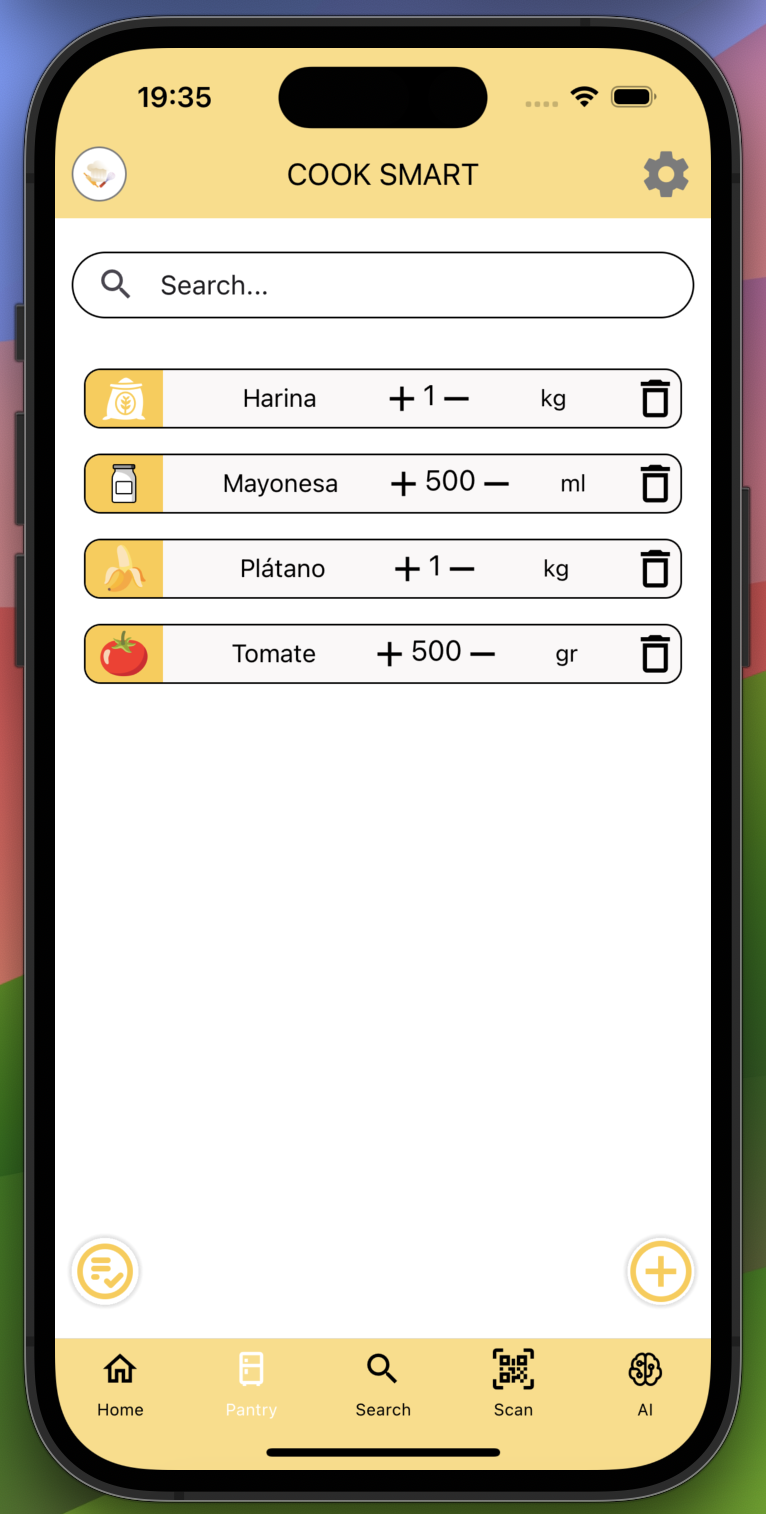 19:35
COOK SMART
Search...
Harina + 1 − kg
Mayonesa + 500 − ml
Plátano + 1 − kg
Tomate + 500 − gr
Home Pantry Search Scan AI